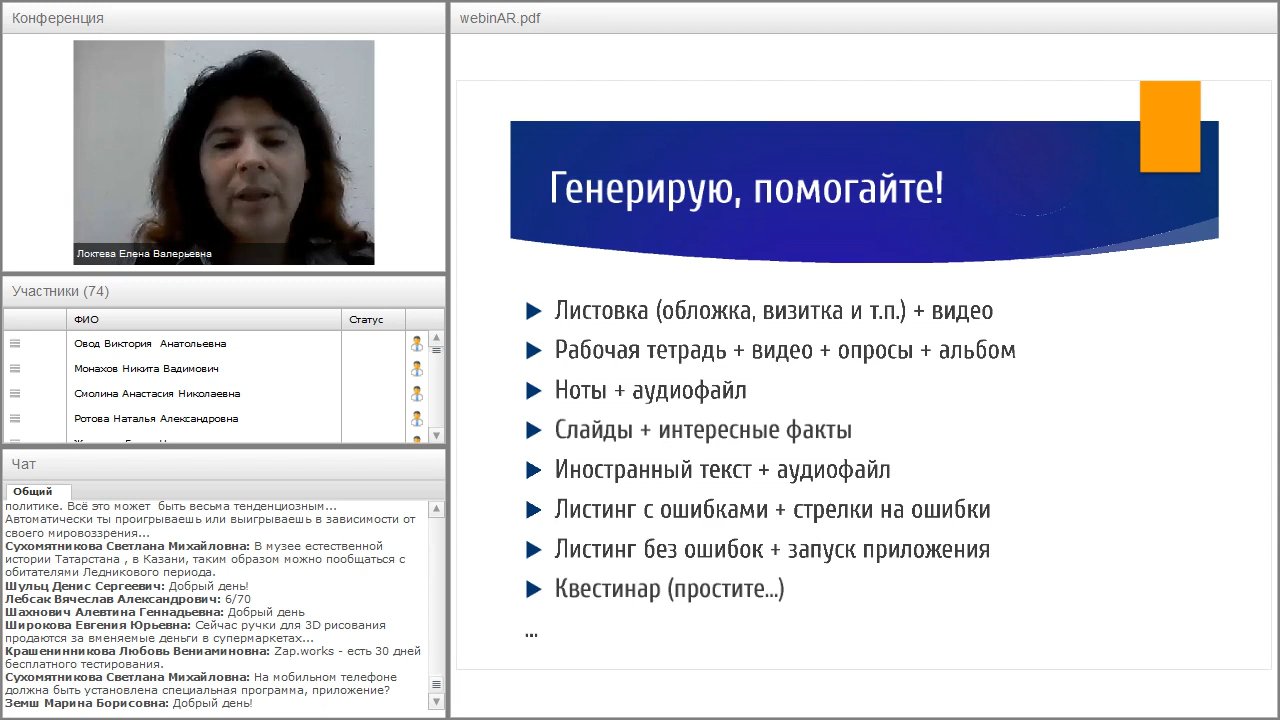 Конференция
Локтева Елена Валерьевна
Участники (74)
ФИО
Статус
Овод Виктория Анатольевна
Монахов Никита Вадимович
Смолина Анастасия Николаевна
Ротова Наталья Александровна
Чат
Общий
политике. Всё это может быть весьма тенденциозным...
Автоматически ты проигрываешь или выигрываешь в зависимости от
своего мировоззрения...
Сухомятникова Светлана Михайловна: В музее естественной
истории Татарстана , в Казани, таким образом можно пообщаться с
обитателями Ледникового периода.
Шульц Денис Сергеевич: Добрый день!
Лебсак Вячеслав Александрович: 6/70
Шахнович Алевтина Геннадьевна: Добрый день
Широкова Евгения Юрьевна: Сейчас ручки для 3D рисования
продаются за вменяемые деньги в супермаркетах...
Крашенинникова Любовь Вениаминовна: Zap.works - есть 30 дней
бесплатного тестирования.
Сухомятникова Светлана Михайловна: На мобильном телефоне
должна быть установлена специальная программа, приложение?
Земш Марина Борисовна: Добрый день!
webinAR.pdf
Генерирую, помогайте!
Листовка (обложка, визитка и т.п.) + видео
Рабочая тетрадь + видео + опросы + альбом
Ноты + аудиофайл
Слайды + интересные факты
Иностранный текст + аудиофайл
Листинг с ошибками + стрелки на ошибки
Листинг без ошибок + запуск приложения
Квестинар (простите...)
...